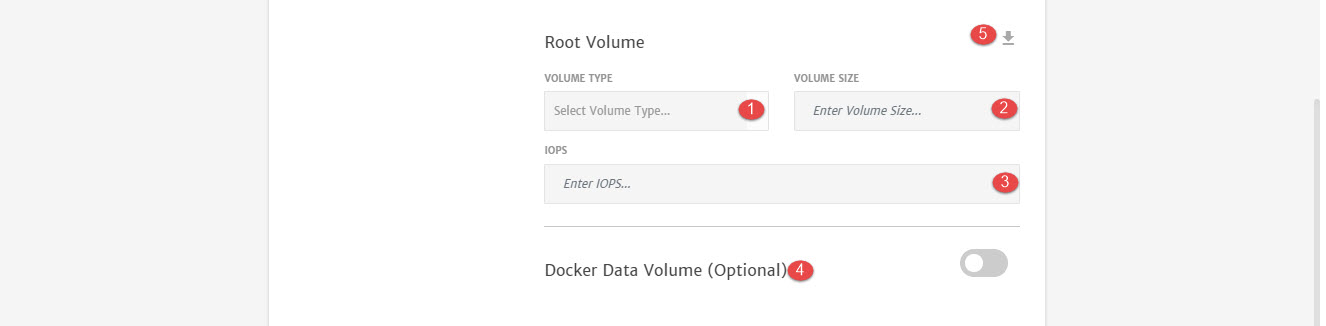 Root Volume 5
VOLUME TYPE VOLUME SIZE
Select Volume Type... 1 Enter Volume Size... 2
IOPS
Enter IOPS... 3
Docker Data Volume (Optional) 4